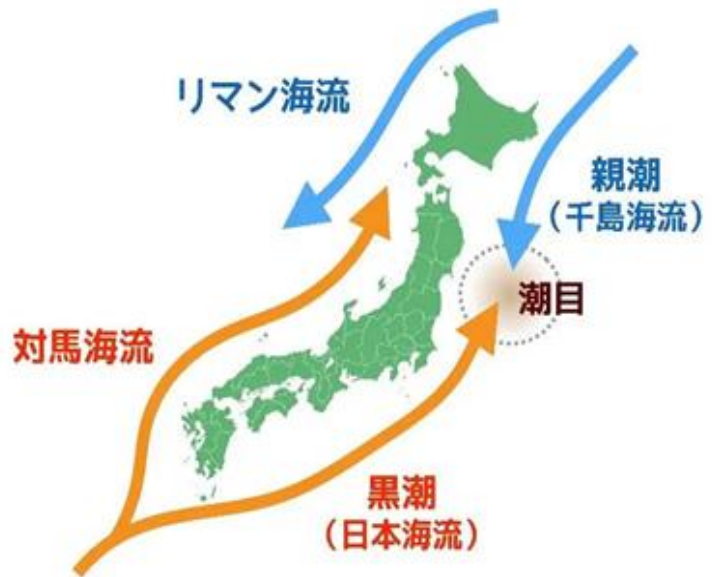 リマン海流
親潮
（千島海流）
潮目
対馬海流
黒潮
（日本海流）